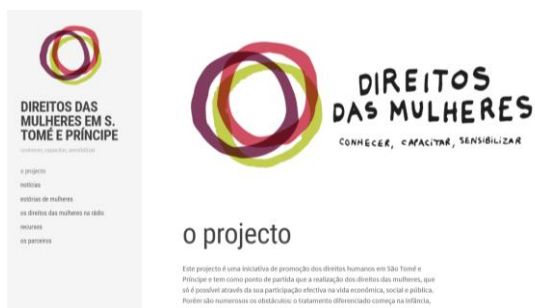 DIREITOS DAS
MULHERES EM S.
TOMÉ E PRÍNCIPE
conhecer, capacitar, sensibilizar
o projecto
notícias
estórias de mulheres
os direitos das mulheres na rádio
recursos
os parceiros
DIREITOS
DAS MULHERES
CONHECER, CAPACITAR, SENSIBILIZAR
o projecto
Este projecto é uma iniciativa de promoção dos direitos humanos em São Tomé e
Príncipe e tem como ponto de partida que a realização dos direitos das mulheres, que
só é possível através da sua participação efectiva na vida económica, social e pública.
Porém são numerosos os obstáculos: o tratamento diferenciado começa na infância,